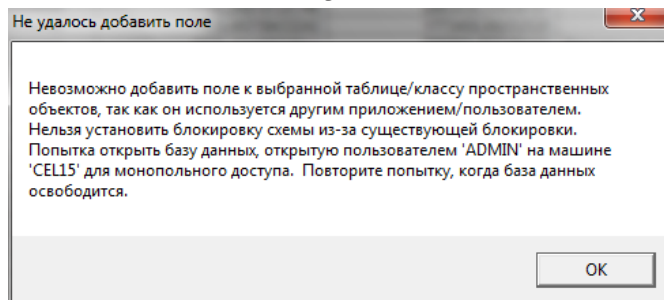 Не удалось добавить поле
Невозможно добавить поле к выбранной таблице/классу пространственных
объектов, так как он используется другим приложением/пользователем.
Нельзя установить блокировку схемы из-за существующей блокировки.
Попытка открыть базу данных, открытую пользователем 'ADMIN' на машине
'CEL15' для монопольного доступа.  Повторите попытку, когда база данных
освободится.
OK